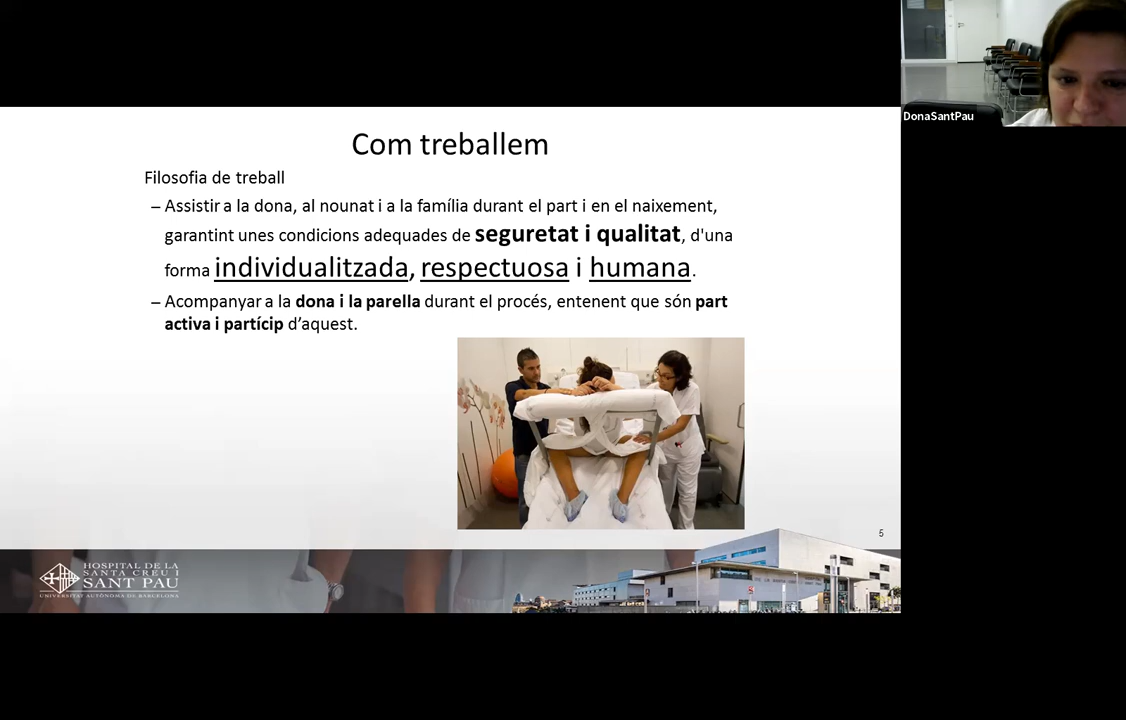 DonaSantPau
Com treballem
Filosofia de treball
– Assistir a la dona, al nounat i a la família durant el part i en el naixement,
garantint unes condicions adequades de seguretat i qualitat, d'una
forma individualitzada, respectuosa i humana.
– Acompanyar a la dona i la parella durant el procés, entenent que són part
activa i partícip d’aquest.
5
HOSPITAL DE LA
SANTA CREU I
SANT PAU
UNIVERSITAT AUTÒNOMA DE BARCELONA